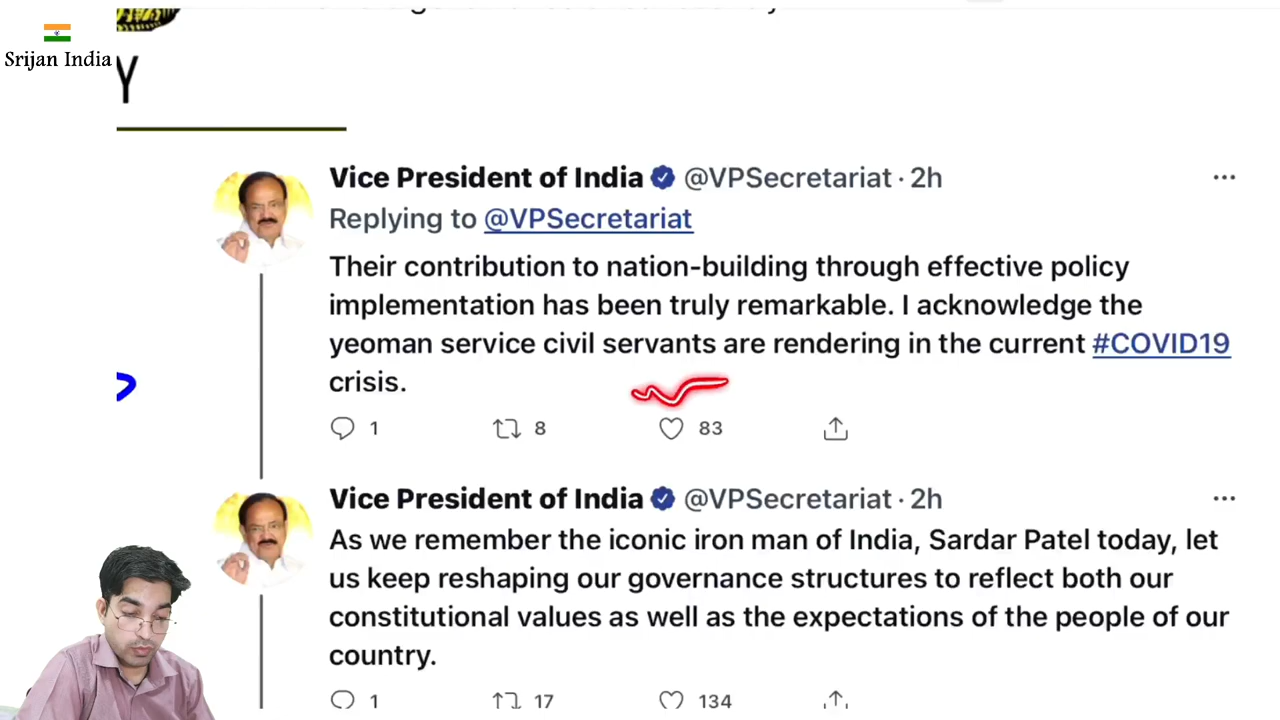 Srijan India
Y
Vice President of India @VPSecretariat · 2h
Replying to @VPSecretariat
Their contribution to nation-building through effective policy
implementation has been truly remarkable. I acknowledge the
yeoman service civil servants are rendering in the current #COVID19
crisis.
1 8 83
Vice President of India @VPSecretariat · 2h
As we remember the iconic iron man of India, Sardar Patel today, let
us keep reshaping our governance structures to reflect both our
constitutional values as well as the expectations of the people of our
country.
1 17 134